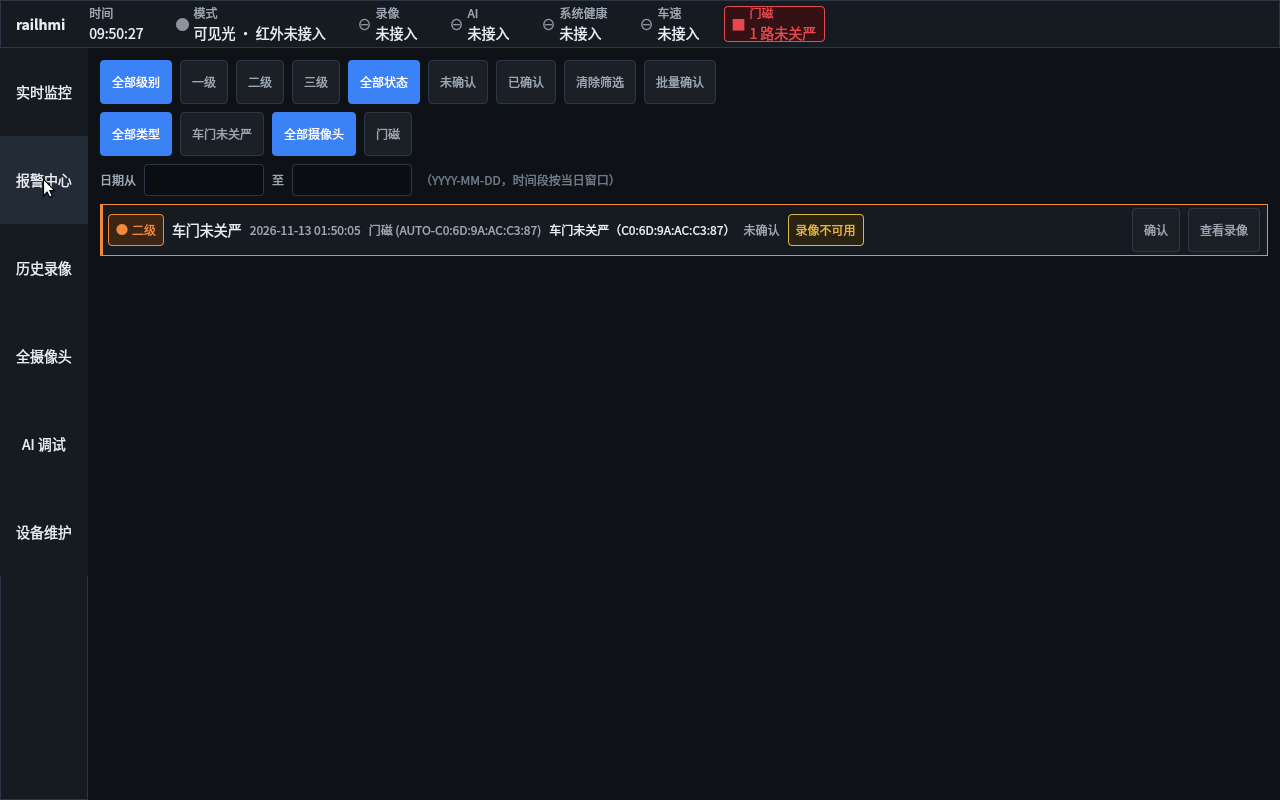 railhmi 时间 模式 录像 AI 系统健康 车速 门磁
09:50:27 可见光 · 红外未接入 未接入 未接入 未接入 未接入 1 路未关严
实时监控
报警中心
历史录像
全摄像头
AI 调试
设备维护
全部级别 一级 二级 三级 全部状态 未确认 已确认 清除筛选 批量确认
全部类型 车门未关严 全部摄像头 门磁
日期从 至 （YYYY-MM-DD，时间段按当日窗口）
二级 车门未关严 2026-11-13 01:50:05 门磁 (AUTO-C0:6D:9A:AC:C3:87) 车门未关严（C0:6D:9A:AC:C3:87） 未确认 录像不可用 确认 查看录像